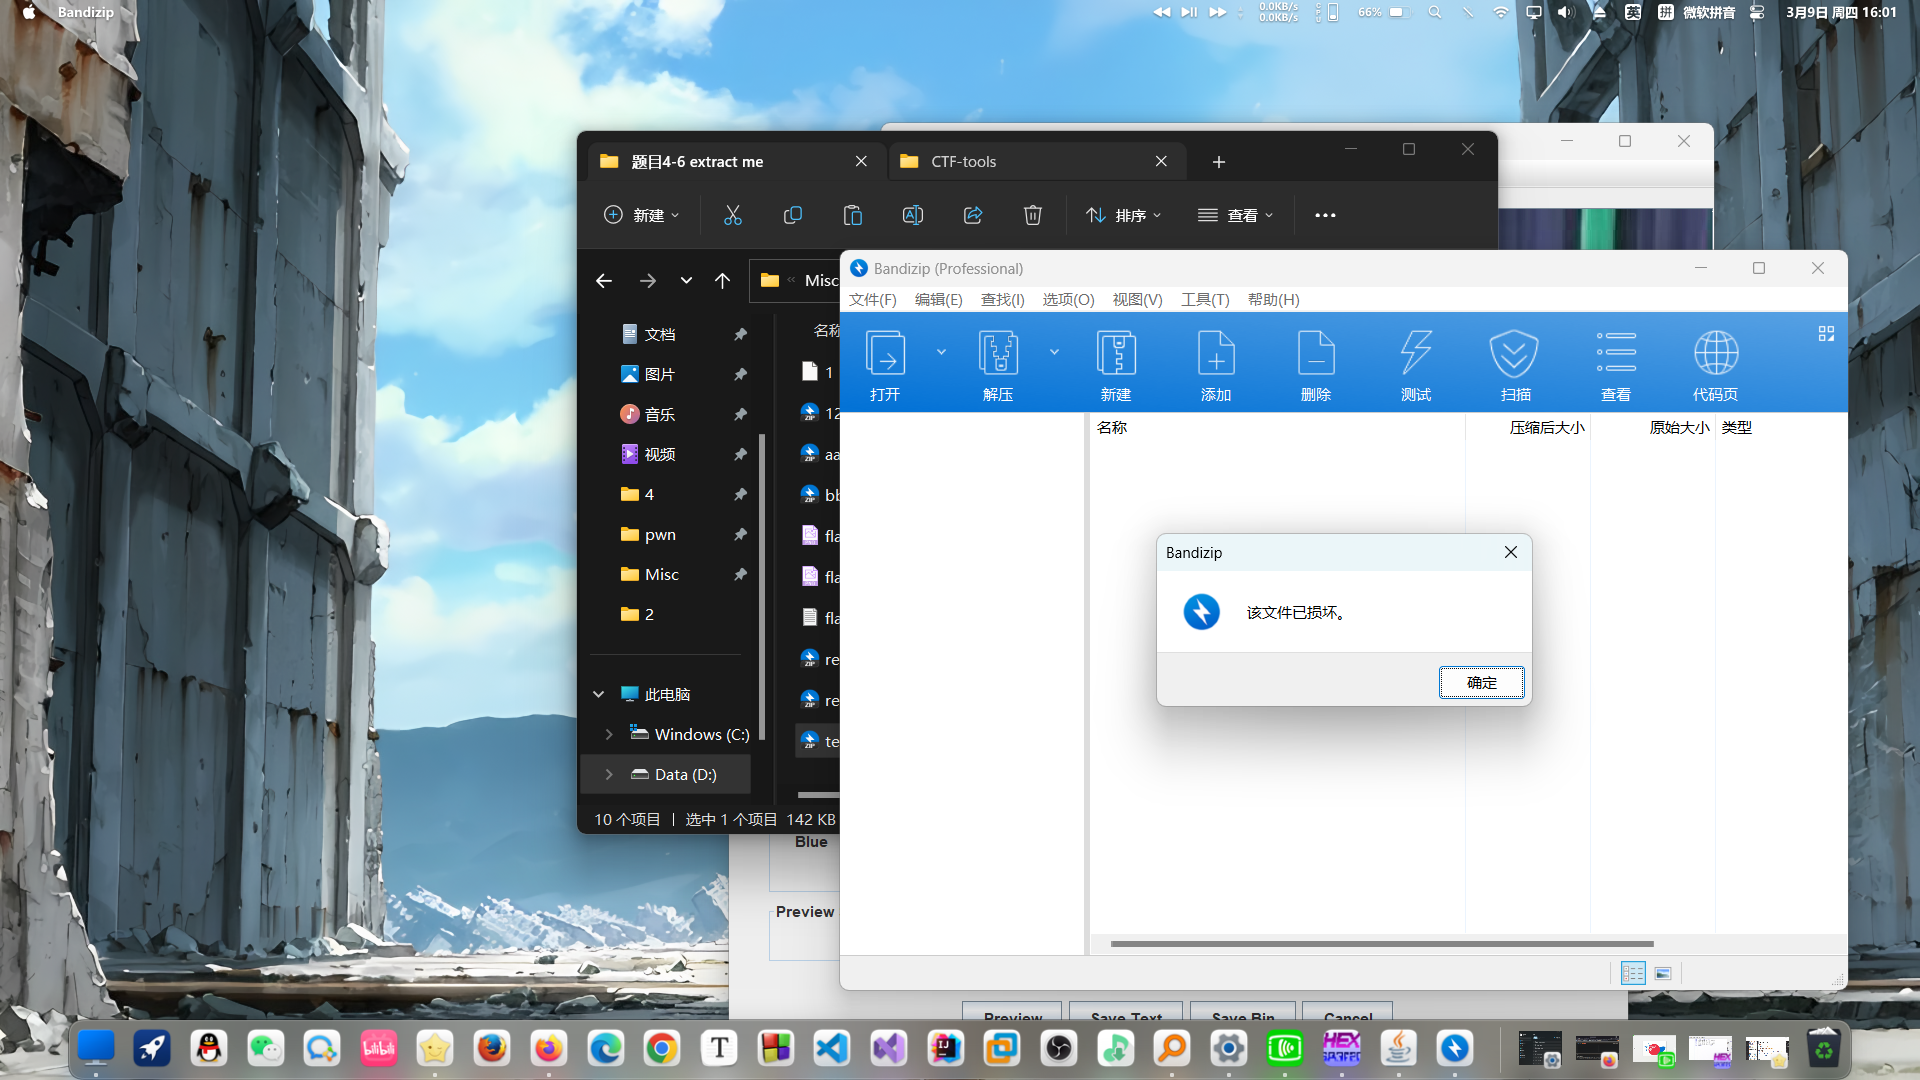 Bandizip
0.0KB/s
0.0KB/s
66%
英
拼
微软拼音
3月9日 周四 16:01
题目4-6 extract me
CTF-tools
新建
排序
查看
Misc
文档
图片
音乐
视频
4
pwn
Misc
2
此电脑
Windows (C:)
Data (D:)
名称
1
12
aa
bb
fla
fla
fla
re
re
te
10 个项目
选中 1 个项目 142 KB
Bandizip (Professional)
文件(F) 编辑(E) 查找(I) 选项(O) 视图(V) 工具(T) 帮助(H)
打开 解压 新建 添加 删除 测试 扫描 查看 代码页
名称 压缩后大小 原始大小 类型
Bandizip
该文件已损坏。
确定
Blue
Preview
Preview Save Text Save Bin Cancel
bilibili
T
IJ
HEX